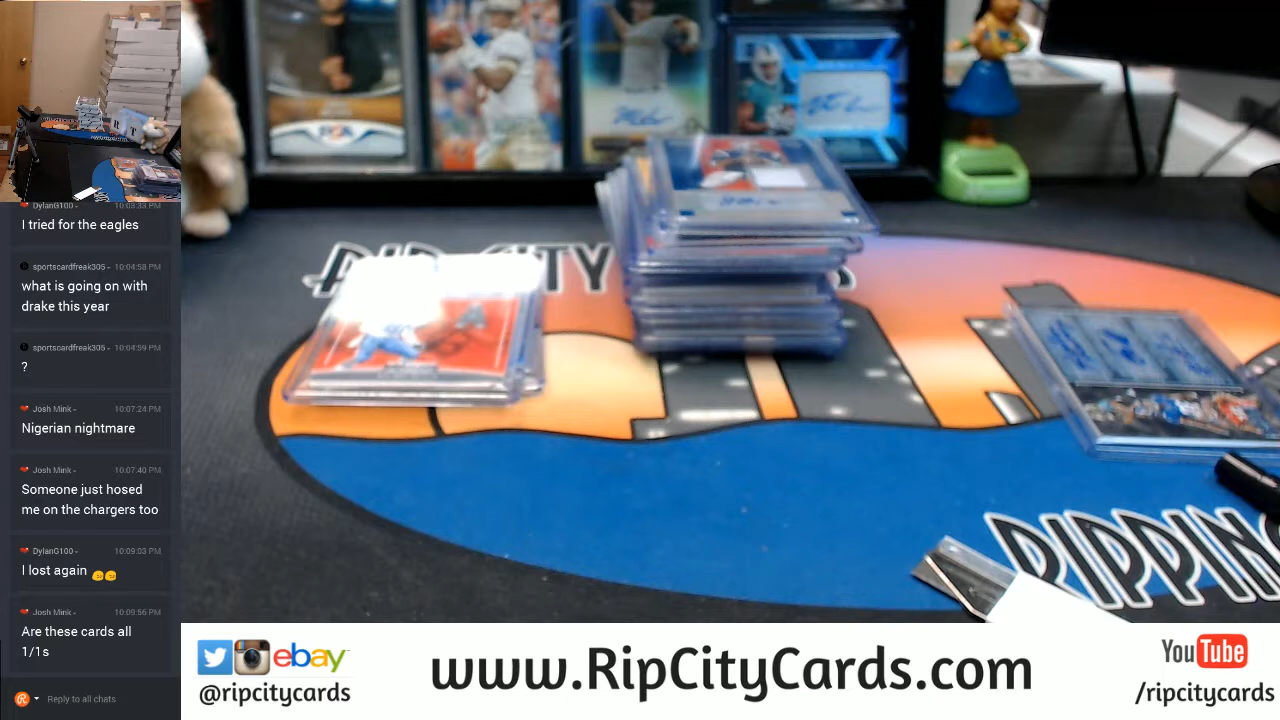 DylanG100 - 10:03:33 PM
I tried for the eagles
sportscardfreak305 - 10:04:58 PM
what is going on with
drake this year
sportscardfreak305 - 10:04:59 PM
?
Josh Mink - 10:07:24 PM
Nigerian nightmare
Josh Mink - 10:07:40 PM
Someone just hosed
me on the chargers too
DylanG100 - 10:09:03 PM
I lost again
Josh Mink - 10:09:56 PM
Are these cards all
1/1s
Reply to all chats
RIPPING
ebay
@ripcitycards
www.RipCityCards.com
YouTube
/ripcitycards